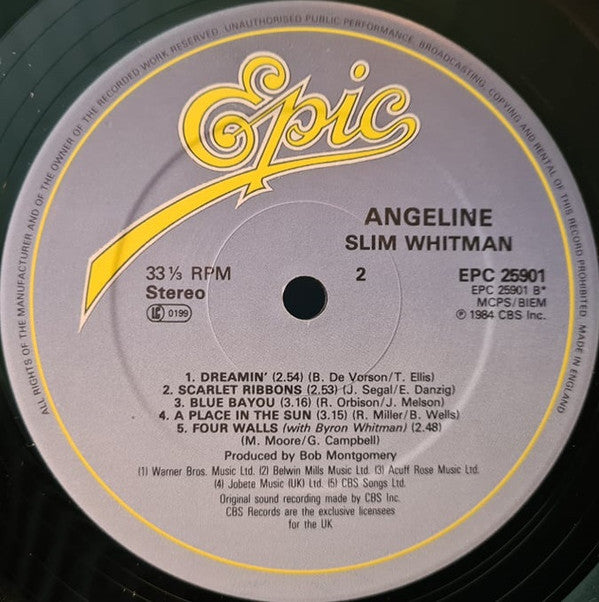 ALL RIGHTS OF THE MANUFACTURER AND OF THE OWNER OF THE RECORDED WORK RESERVED. UNAUTHORISED PUBLIC PERFORMANCE, BROADCASTING, COPYING AND RENTAL OF THIS RECORD PROHIBITED. MADE IN ENGLAND
Epic
ANGELINE
SLIM WHITMAN
33 ⅓ RPM
Stereo
LC 0199
2
EPC 25901
EPC 25901 B*
MCPS/BIEM
℗ 1984 CBS Inc.
1. DREAMIN' (2.54) (B. De Vorson/T. Ellis)
2. SCARLET RIBBONS (2.53) (J. Segal/E. Danzig)
3. BLUE BAYOU (3.16) (R. Orbison/J. Melson)
4. A PLACE IN THE SUN (3.15) (R. Miller/B. Wells)
5. FOUR WALLS (with Byron Whitman) (2.48)
(M. Moore/G. Campbell)
Produced by Bob Montgomery
(1) Warner Bros. Music Ltd. (2) Belwin Mills Music Ltd. (3) Acuff Rose Music Ltd.
(4) Jobete Music (UK) Ltd. (5) CBS Songs Ltd.
Original sound recording made by CBS Inc.
CBS Records are the exclusive licensees
for the UK